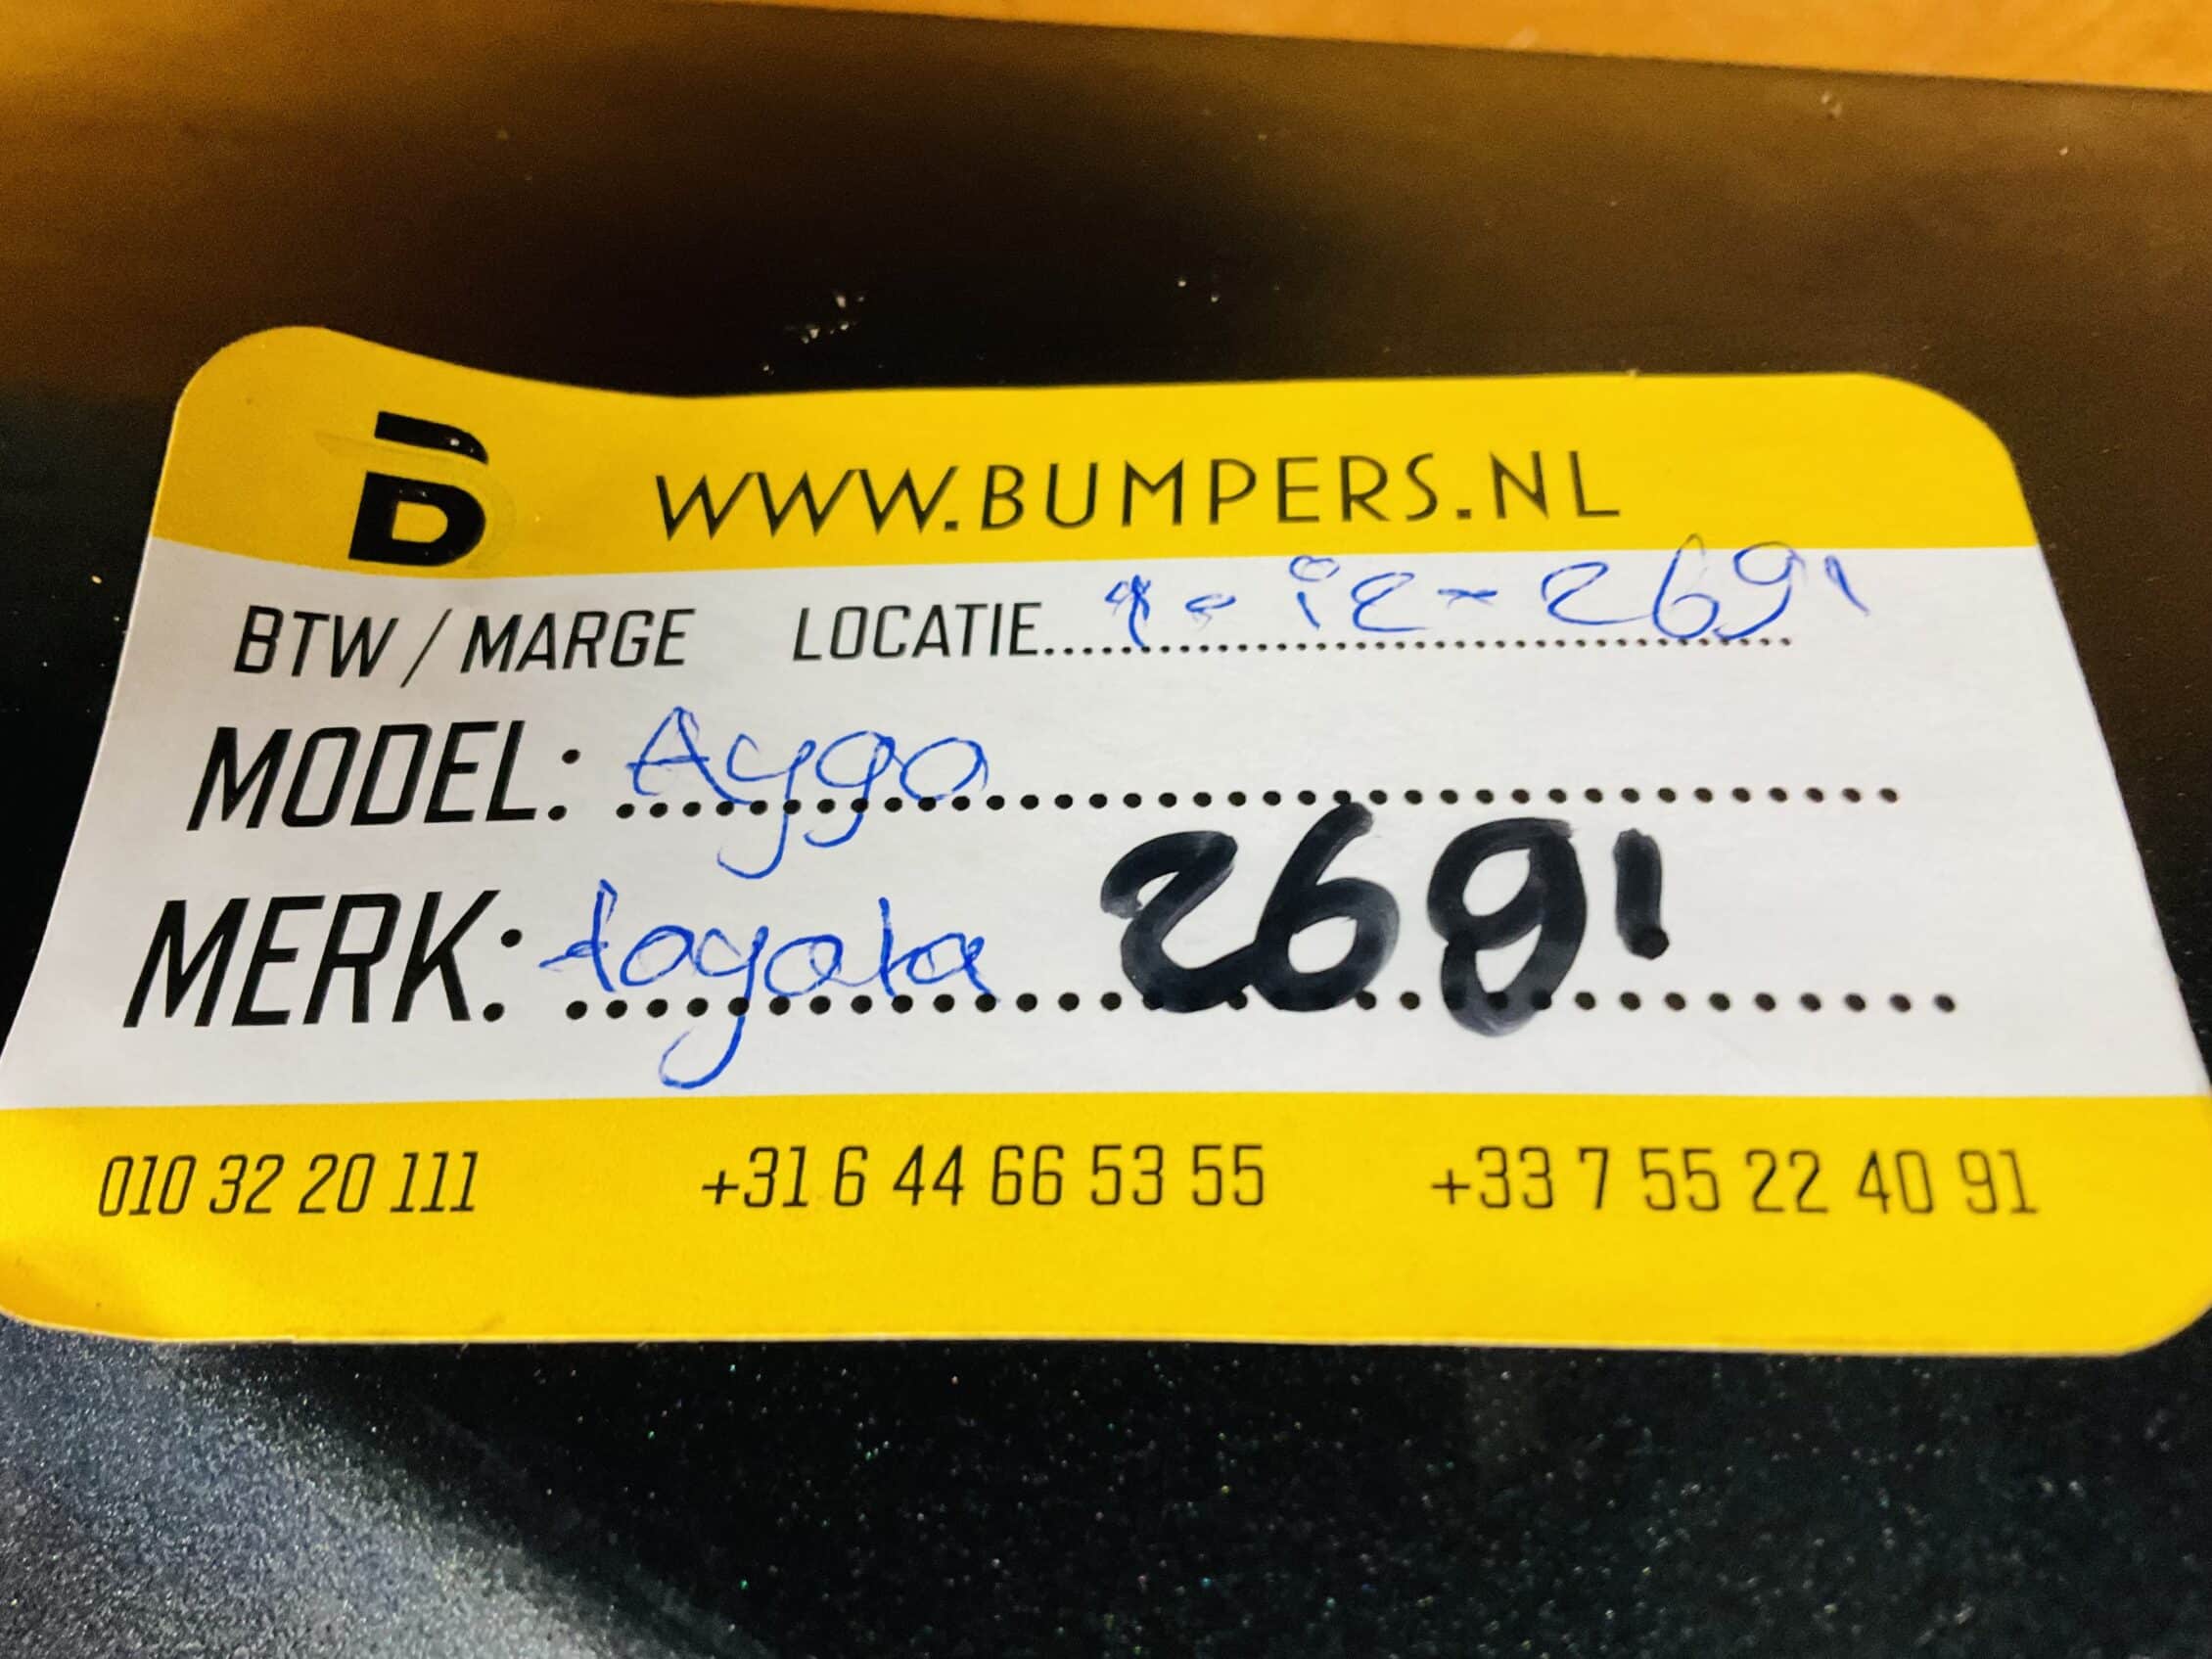 B WWW.BUMPERS.NL
BTW / MARGE LOCATIE 2691
MODEL: Aygo
MERK: toyota 2691
010 32 20 111 +31 6 44 66 53 55 +33 7 55 22 40 91